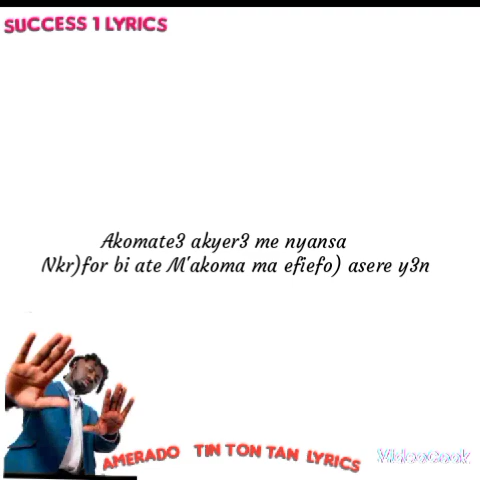 SUCCESS 1 LYRICS
Akomate3 akyer3 me nyansa
Nkr)for bi ate M'akoma ma efiefo) asere y3n
AMERADO TIN TON TAN LYRICS
VideoCook